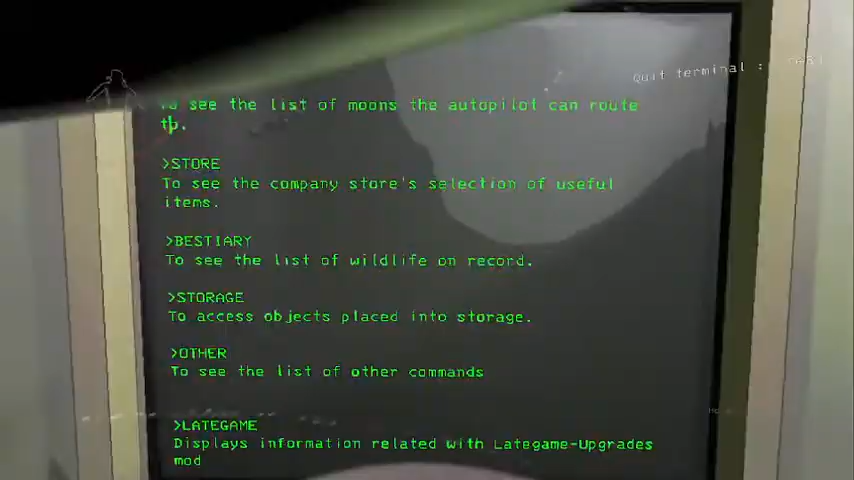 Quit terminal :
To see the list of moons the autopilot can route
to.
>STORE
To see the company store's selection of useful
items.
>BESTIARY
To see the list of wildlife on record.
>STORAGE
To access objects placed into storage.
>OTHER
To see the list of other commands
>LATEGAME
Displays information related with Lategame-Upgrades
mod